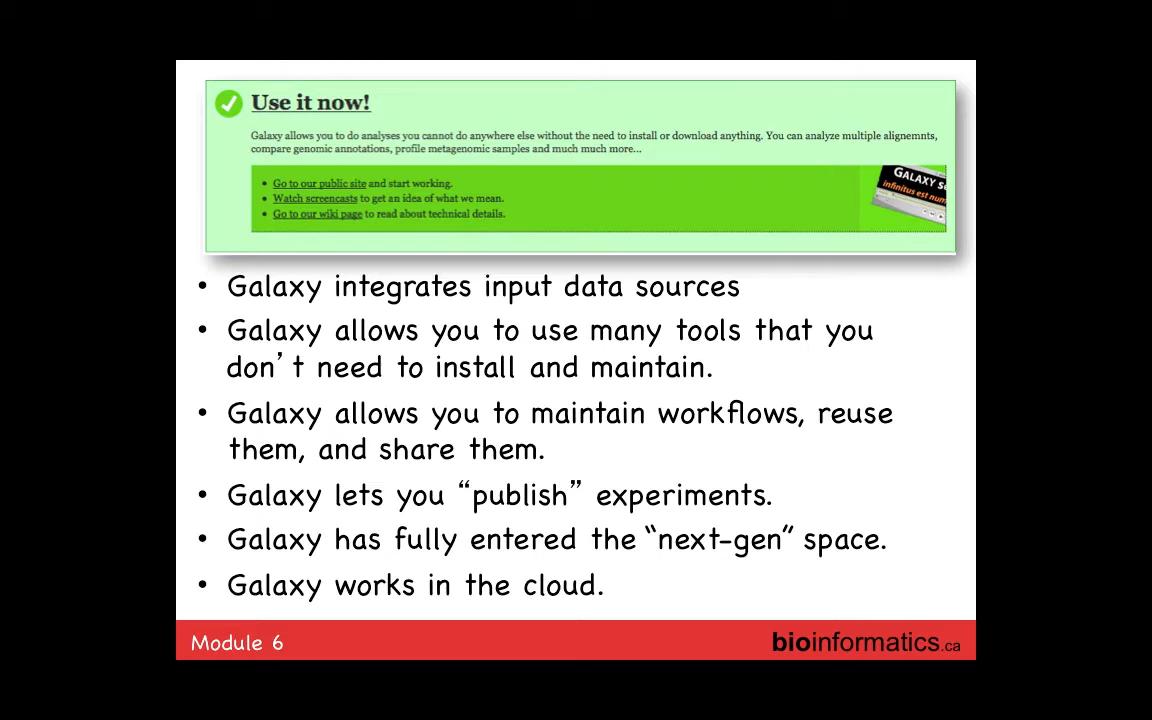 Use it now!
Galaxy allows you to do analyses you cannot do anywhere else without the need to install or download anything. You can analyze multiple alignemnts,
compare genomic annotations, profile metagenomic samples and much much more...
• Go to our public site and start working.
• Watch screencasts to get an idea of what we mean.
• Go to our wiki page to read about technical details.
GALAXY
infinitus est
• Galaxy integrates input data sources
• Galaxy allows you to use many tools that you
don’t need to install and maintain.
• Galaxy allows you to maintain workflows, reuse
them, and share them.
• Galaxy lets you “publish” experiments.
• Galaxy has fully entered the “next-gen” space.
• Galaxy works in the cloud.
Module 6
bioinformatics.ca